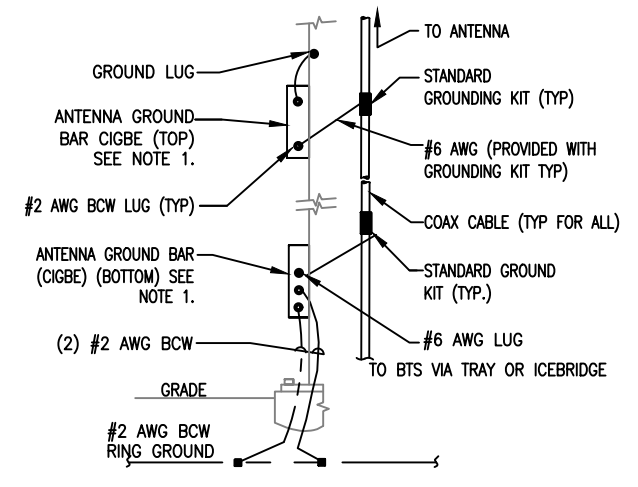 TO ANTENNA
GROUND LUG
STANDARD
GROUNDING KIT (TYP)
ANTENNA GROUND
BAR CIGBE (TOP)
SEE NOTE 1.
#6 AWG (PROVIDED WITH
GROUNDING KIT TYP)
#2 AWG BCW LUG (TYP)
COAX CABLE (TYP FOR ALL)
ANTENNA GROUND BAR
(CIGBE) (BOTTOM) SEE
NOTE 1.
STANDARD GROUND
KIT (TYP.)
(2) #2 AWG BCW
#6 AWG LUG
TO BTS VIA TRAY OR ICEBRIDGE
GRADE
#2 AWG BCW
RING GROUND